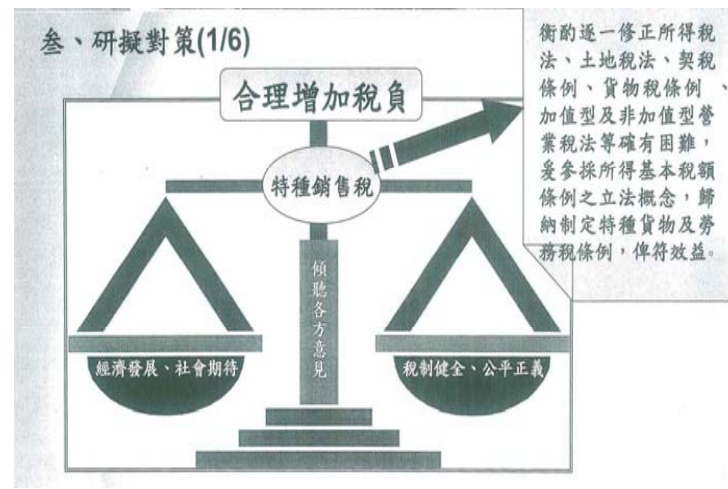 叁、研擬對策(1/6)
合理增加稅負
特種銷售稅
傾聽各方意見
經濟發展、社會期待
稅制健全、公平正義
衡酌逐一修正所得稅
法、土地稅法、契稅
條例、貨物稅條例、
加值型及非加值型營
業稅法等確有困難，
爰參採所得基本稅額
條例之立法概念，歸
納制定特種貨物及勞
務稅條例，俾符效益。